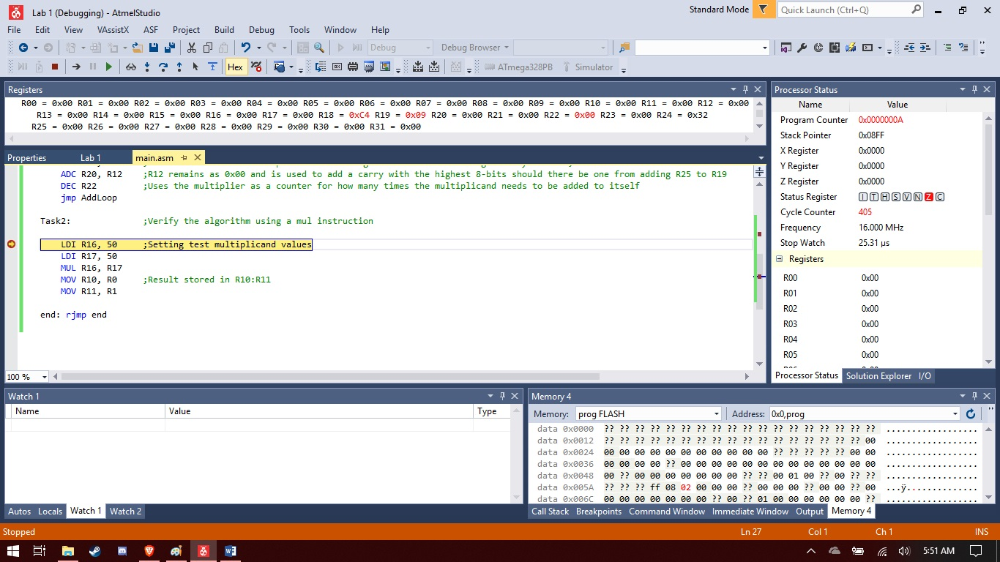 Lab 1 (Debugging) - AtmelStudio
Standard Mode
Quick Launch (Ctrl+Q)
File Edit View VAssistX ASF Project Build Debug Tools Window Help
Debug Debug Browser
Hex ATmega328PB Simulator
Registers
R00 = 0x00 R01 = 0x00 R02 = 0x00 R03 = 0x00 R04 = 0x00 R05 = 0x00 R06 = 0x00 R07 = 0x00 R08 = 0x00 R09 = 0x00 R10 = 0x00 R11 = 0x00 R12 = 0x00
R13 = 0x00 R14 = 0x00 R15 = 0x00 R16 = 0x00 R17 = 0x00 R18 = 0xC4 R19 = 0x09 R20 = 0x00 R21 = 0x00 R22 = 0x00 R23 = 0x00 R24 = 0x32
R25 = 0x00 R26 = 0x00 R27 = 0x00 R28 = 0x00 R29 = 0x00 R30 = 0x00 R31 = 0x00
Properties Lab 1 main.asm
ADC R20, R12 ;R12 remains as 0x00 and is used to add a carry with the highest 8-bits should there be one from adding R25 to R19
DEC R22 ;Uses the multiplier as a counter for how many times the multiplicand needs to be added to itself
jmp AddLoop
Task2: ;Verify the algorithm using a mul instruction
LDI R16, 50 ;Setting test multiplicand values
LDI R17, 50
MUL R16, R17
MOV R10, R0 ;Result stored in R10:R11
MOV R11, R1
end: rjmp end
100 %
Processor Status
Name Value
Program Counter 0x0000000A
Stack Pointer 0x08FF
X Register 0x0000
Y Register 0x0000
Z Register 0x0000
Status Register I T H S V N Z C
Cycle Counter 405
Frequency 16.000 MHz
Stop Watch 25.31 µs
Registers
R00 0x00
R01 0x00
R02 0x00
R03 0x00
R04 0x00
R05 0x00
Processor Status Solution Explorer I/O
Watch 1
Name Value Type
Autos Locals Watch 1 Watch 2
Memory 4
Memory: prog FLASH Address: 0x0,prog
data 0x0000 ?? ?? ?? ?? ?? ?? ?? ?? ?? ?? ?? ?? ?? ?? ?? ?? ?? ?? ..................
data 0x0012 ?? ?? ?? ?? ?? ?? ?? ?? ?? ?? ?? ?? ?? ?? ?? ?? ?? 00 ..................
data 0x0024 00 00 00 00 00 00 00 00 00 00 00 ?? ?? ?? ?? ?? 00 00 ..................
data 0x0036 00 00 00 00 ?? 00 00 00 00 00 00 00 00 00 00 00 00 00 ..................
data 0x0048 00 ?? 00 00 00 00 00 00 00 ?? ?? 00 01 00 ?? 00 ?? ?? ..................
data 0x005A ?? ?? ?? ff 08 02 00 00 00 ?? 00 00 00 ?? 00 00 ?? 00 ...ÿ..............
data 0x006C 00 00 00 00 00 00 00 ?? 00 ?? 01 00 00 00 00 00 00 ?? ..................
Call Stack Breakpoints Command Window Immediate Window Output Memory 4
Stopped Ln 27 Col 1 Ch 1 INS
5:51 AM